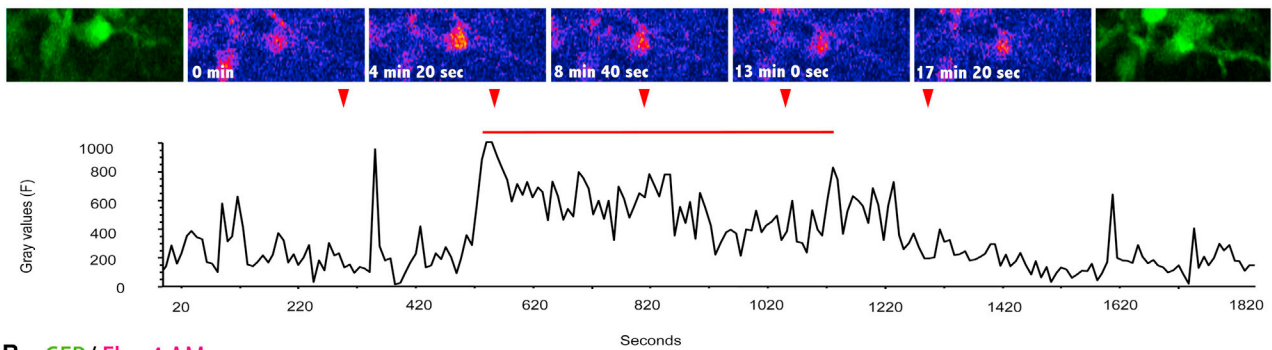 0 min
4 min 20 sec
8 min 40 sec
13 min 0 sec
17 min 20 sec
Gray values (F)
1000
800
600
400
200
0
20 220 420 620 820 1020 1220 1420 1620 1820
Seconds